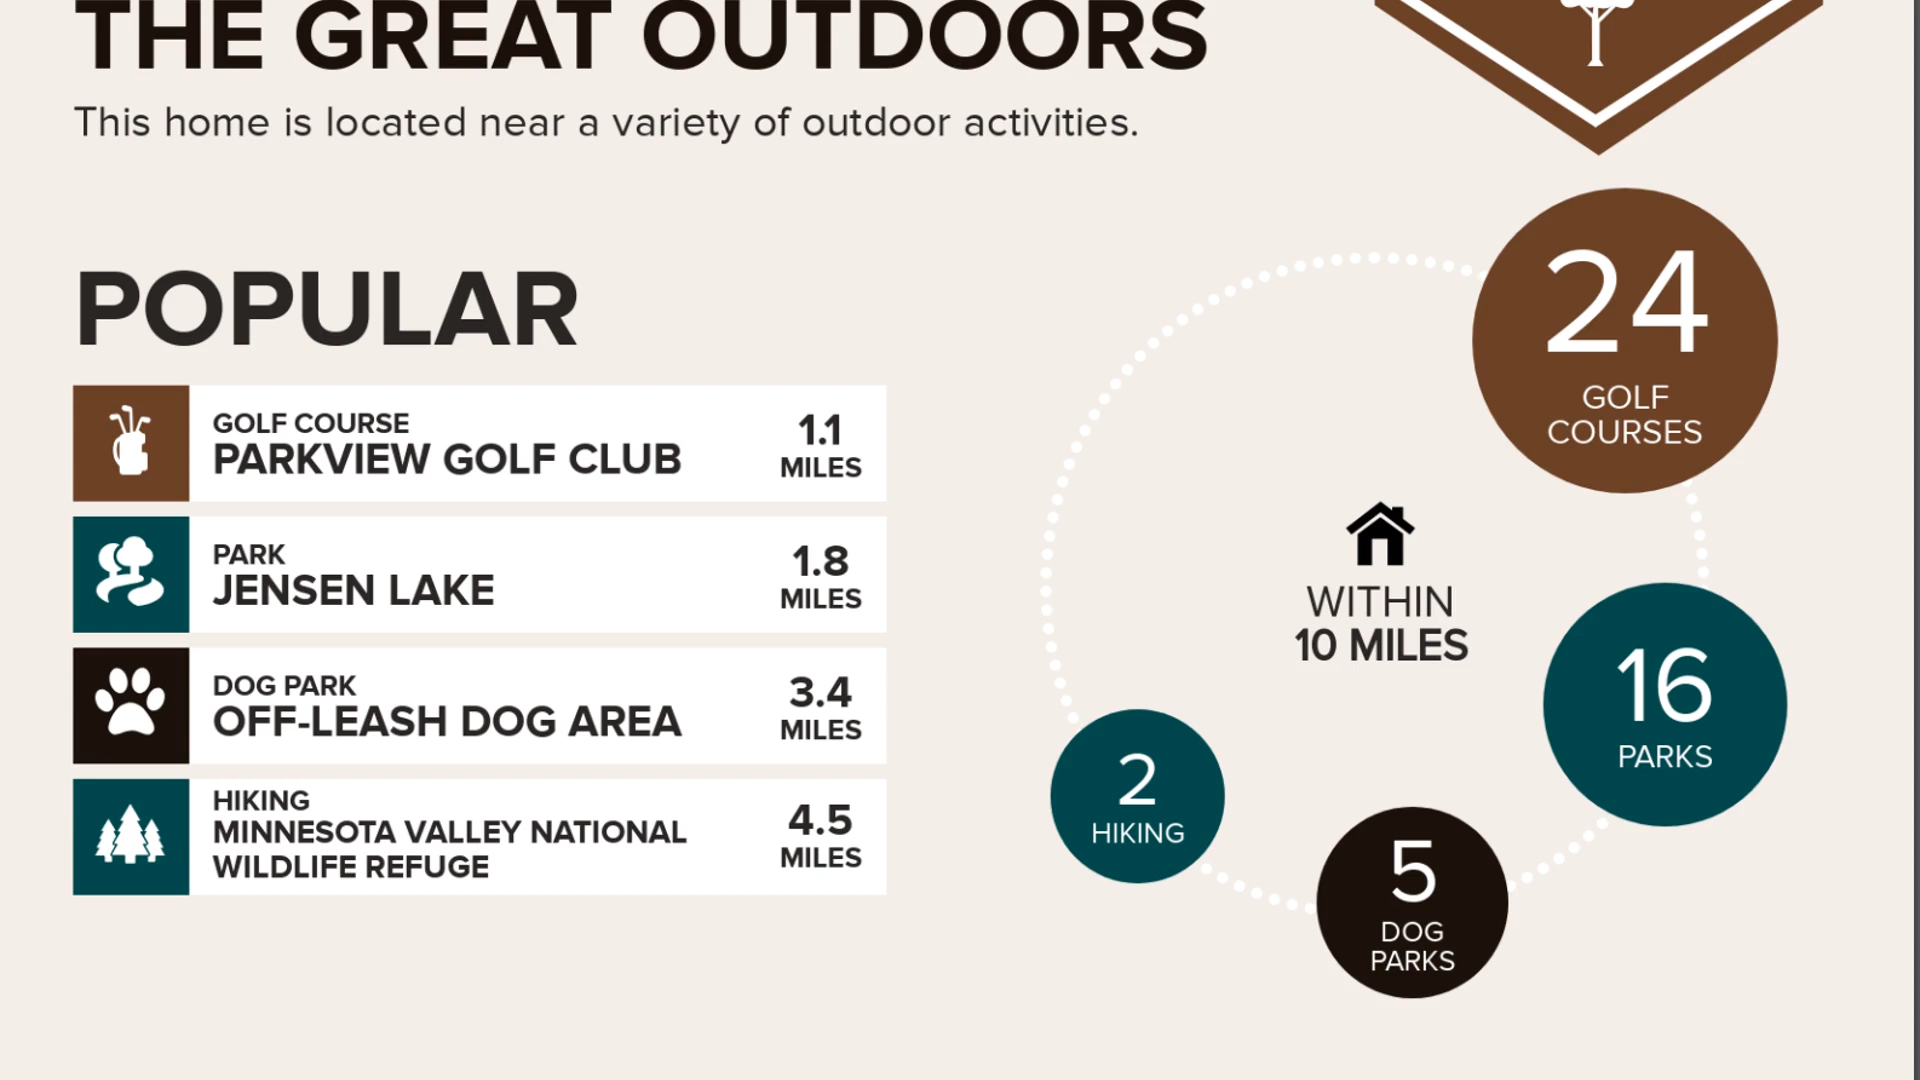 THE GREAT OUTDOORS
This home is located near a variety of outdoor activities.
POPULAR
GOLF COURSE
PARKVIEW GOLF CLUB
1.1
MILES
PARK
JENSEN LAKE
1.8
MILES
DOG PARK
OFF-LEASH DOG AREA
3.4
MILES
HIKING
MINNESOTA VALLEY NATIONAL
WILDLIFE REFUGE
4.5
MILES
24
GOLF
COURSES
WITHIN
10 MILES
16
PARKS
2
HIKING
5
DOG
PARKS